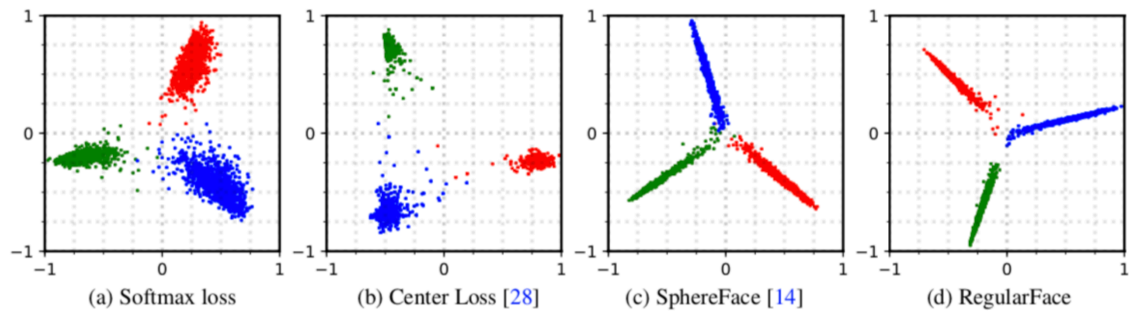 1 1 1 1
0 0 0 0
−1 −1 −1 −1
−1 0 1 −1 0 1 −1 0 1 −1 0 1
(a) Softmax loss (b) Center Loss [28] (c) SphereFace [14] (d) RegularFace